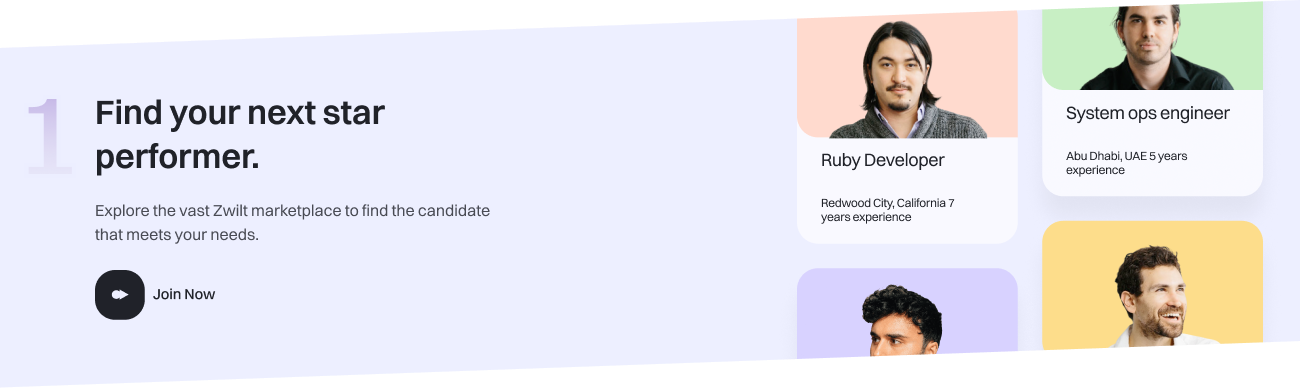 1
Find your next star
performer.
Explore the vast Zwilt marketplace to find the candidate
that meets your needs.
Join Now
Ruby Developer
Redwood City, California 7
years experience
System ops engineer
Abu Dhabi, UAE 5 years
experience